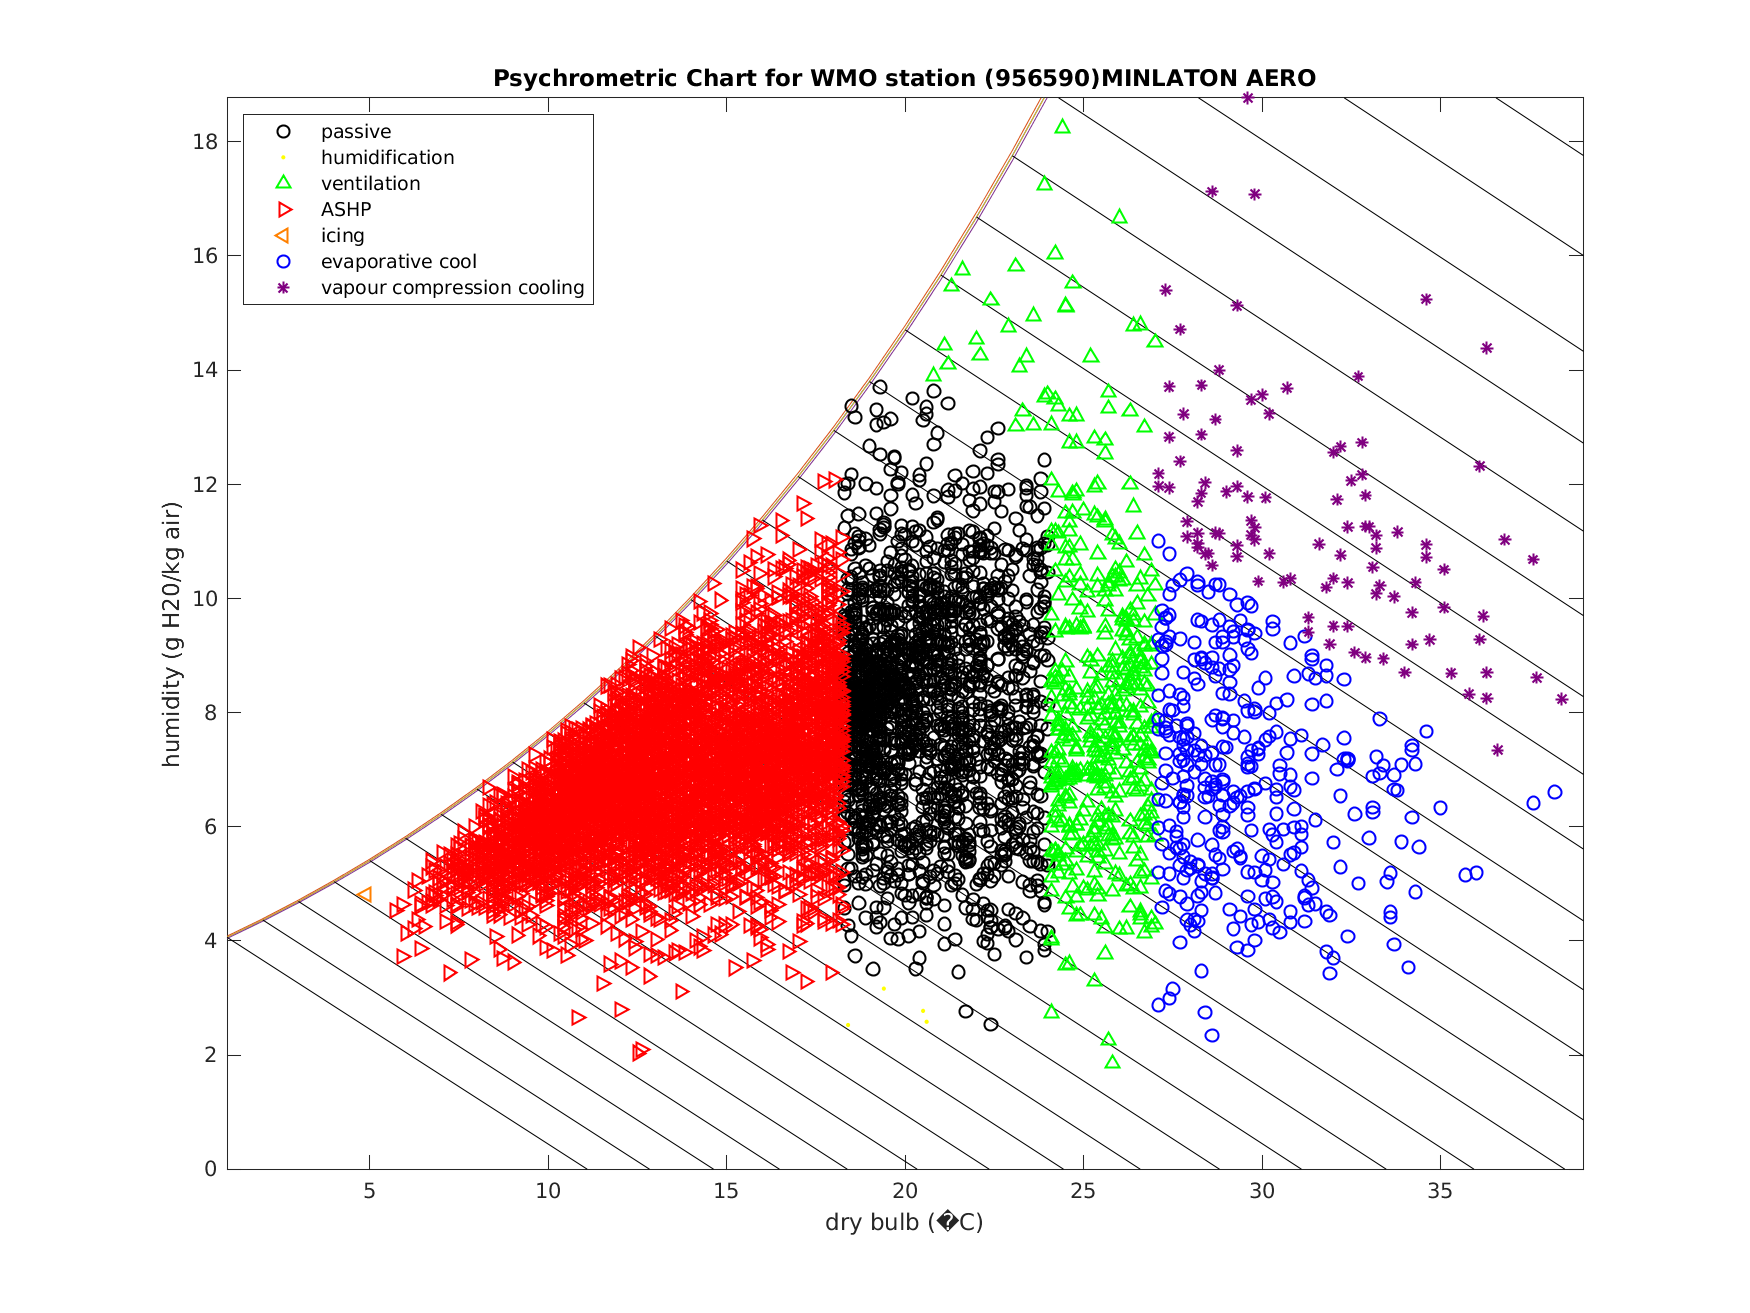 Psychrometric Chart for WMO station (956590)MINLATON AERO
passive
humidification
ventilation
ASHP
icing
evaporative cool
vapour compression cooling
18
16
14
12
10
8
6
4
2
0
humidity (g H20/kg air)
5 10 15 20 25 30 35
dry bulb (�C)